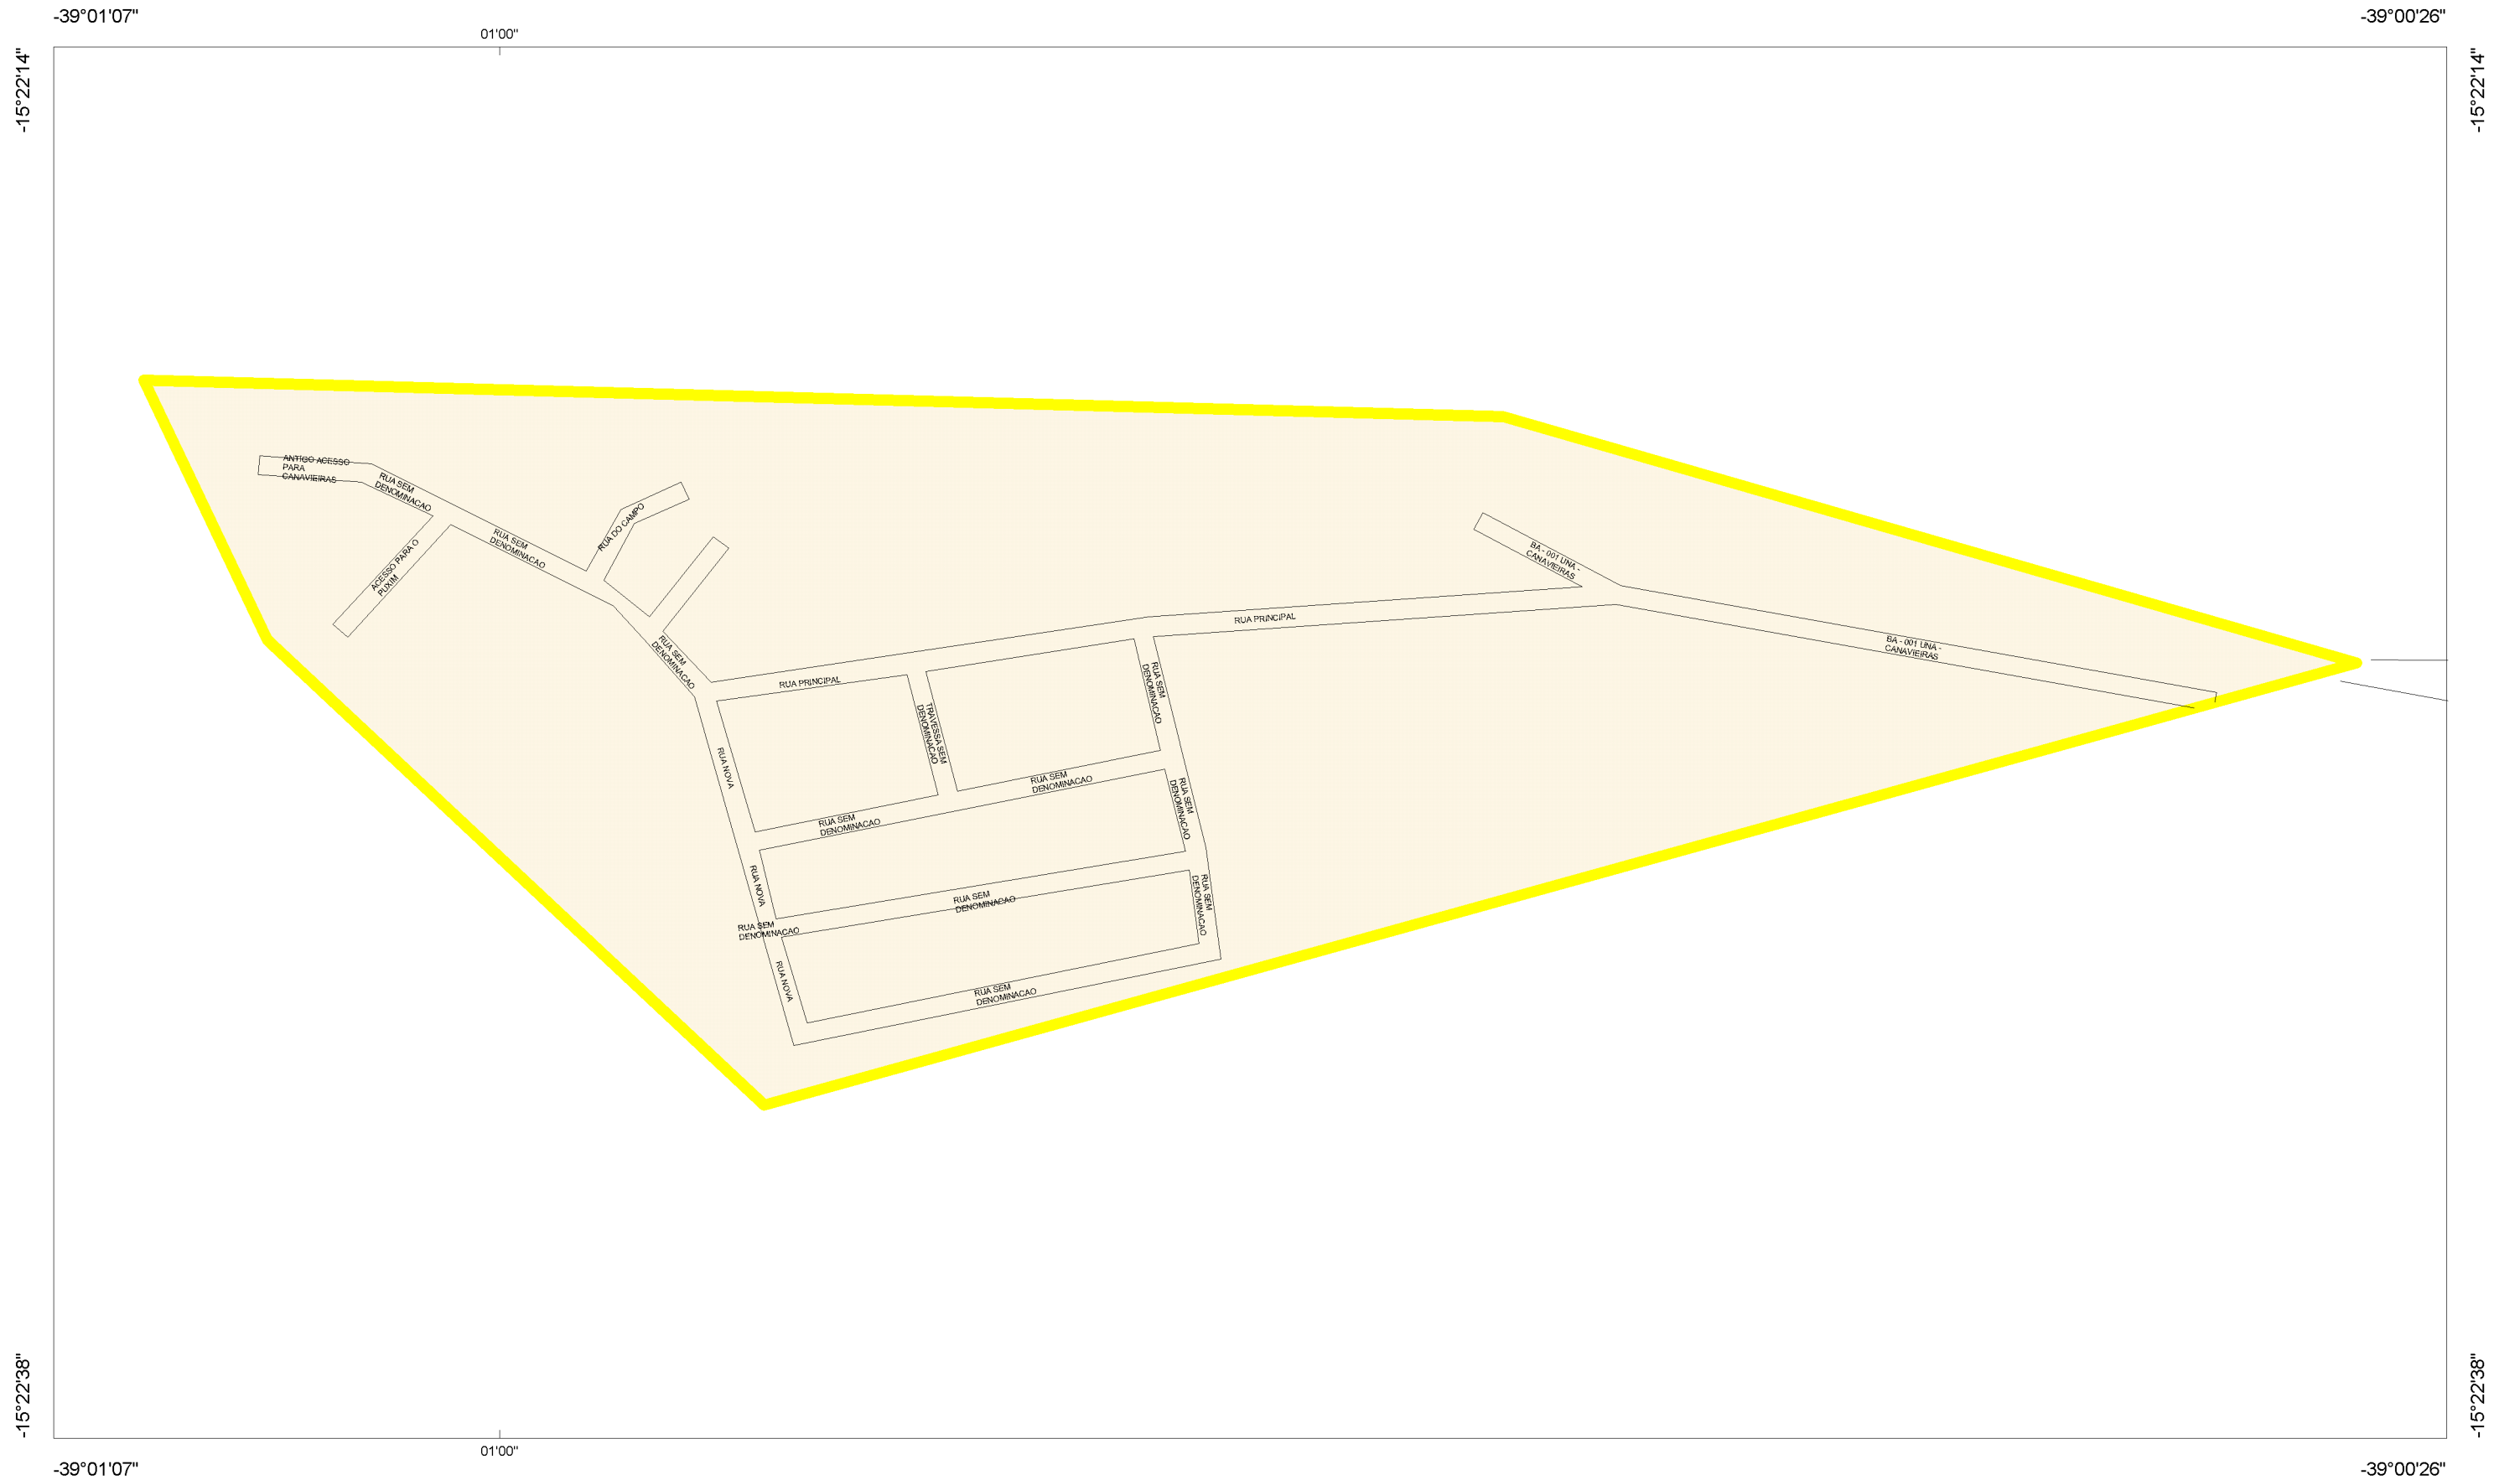 -39°01'07"
-39°00'26"
01'00"
-15°22'14"
-15°22'14"
ANTIGO ACESSO
PARA
CANAVIEIRAS
RUA SEM
DENOMINACAO
RUA DO CAMPO
RUA SEM
DENOMINACAO
ACESSO PARA O
PUXIM
BA - 001 UNA -
CANAVIEIRAS
RUA PRINCIPAL
BA - 001 UNA -
CANAVIEIRAS
RUA SEM
DENOMINACAO
RUA PRINCIPAL
RUA SEM
DENOMINACAO
TRAVESSA SEM
DENOMINACAO
RUA NOVA
RUA SEM
DENOMINACAO
RUA SEM
DENOMINACAO
RUA SEM
DENOMINACAO
RUA NOVA
RUA SEM
DENOMINACAO
RUA SEM
DENOMINACAO
RUA SEM
DENOMINACAO
RUA NOVA
RUA SEM
DENOMINACAO
-15°22'38"
-15°22'38"
01'00"
-39°01'07"
-39°00'26"